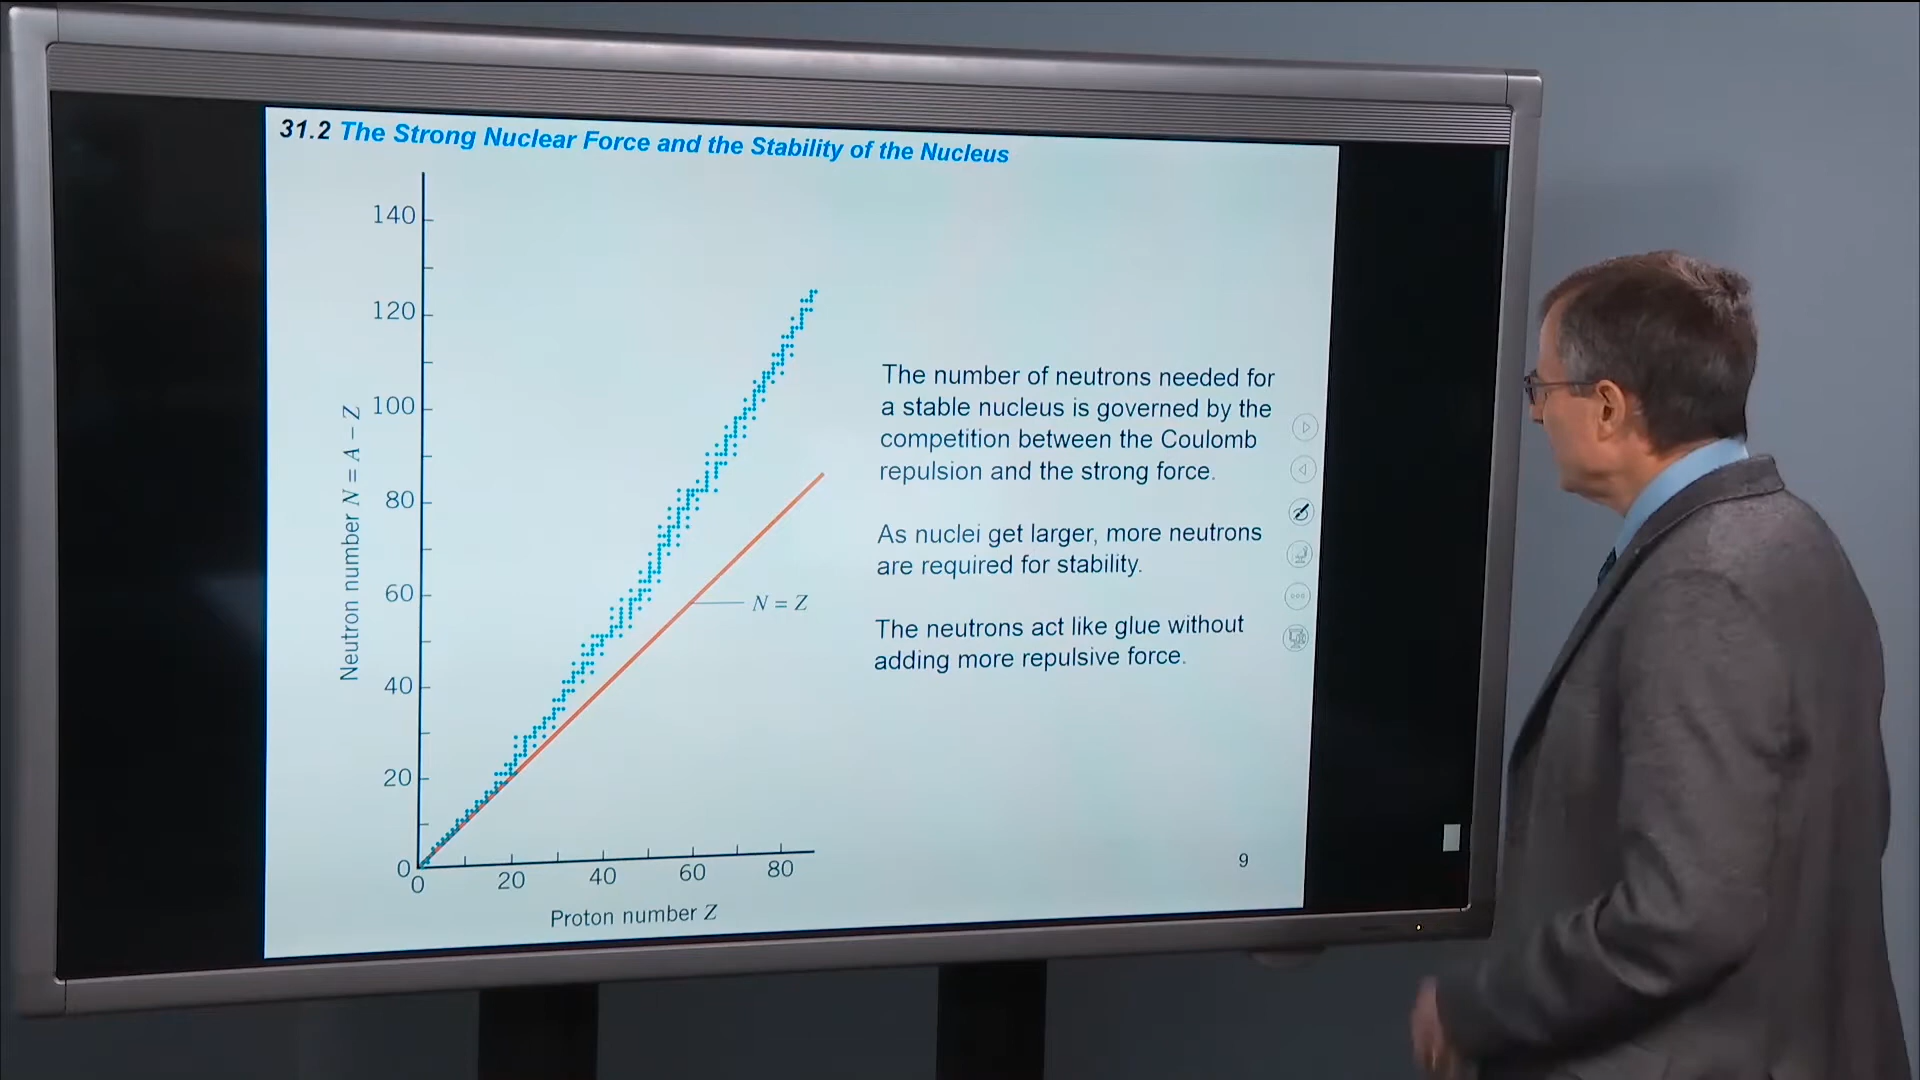 31.2 The Strong Nuclear Force and the Stability of the Nucleus
140
120
100
80
60
40
20
0
Neutron number N = A – Z
0
20
40
60
80
Proton number Z
N = Z
The number of neutrons needed for
a stable nucleus is governed by the
competition between the Coulomb
repulsion and the strong force.
As nuclei get larger, more neutrons
are required for stability.
The neutrons act like glue without
adding more repulsive force.
9